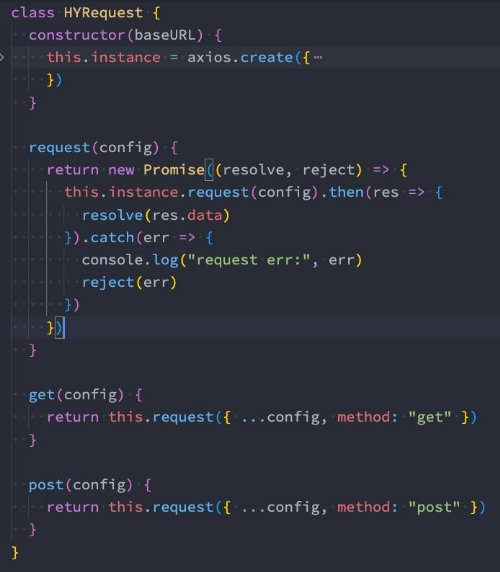 class HYRequest {
  constructor(baseURL) {
    this.instance = axios.create({ ⋯
    })
  }

  request(config) {
    return new Promise((resolve, reject) => {
      this.instance.request(config).then(res => {
        resolve(res.data)
      }).catch(err => {
        console.log("request err:", err)
        reject(err)
      })
    })
  }

  get(config) {
    return this.request({ ...config, method: "get" })
  }

  post(config) {
    return this.request({ ...config, method: "post" })
  }
}